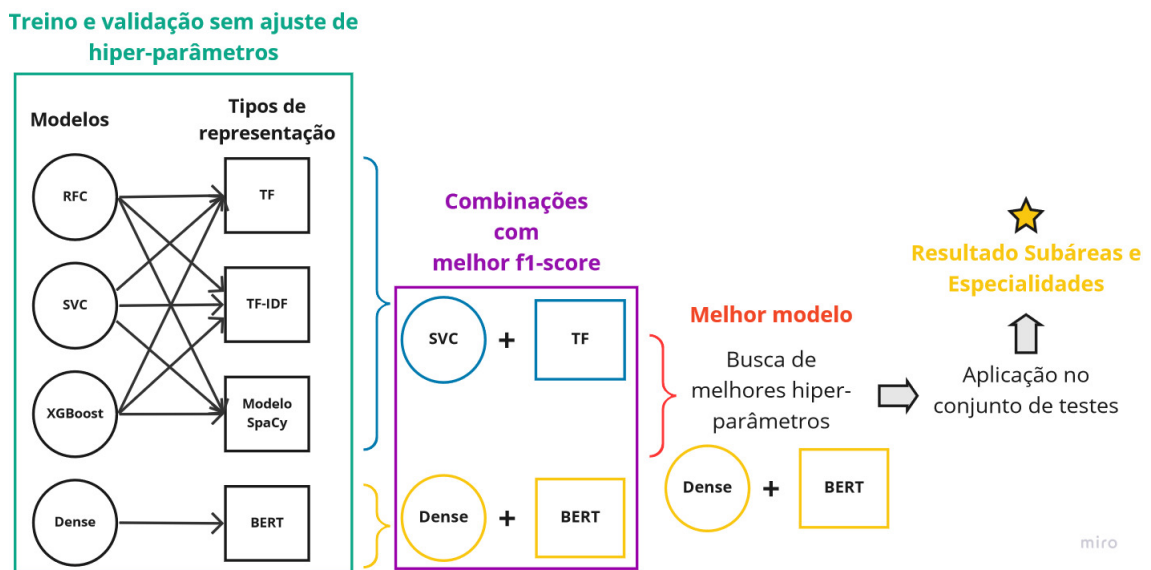 Treino e validação sem ajuste de
hiper-parâmetros
Modelos
Tipos de
representação
RFC
TF
SVC
TF-IDF
XGBoost
Modelo
SpaCy
Dense
BERT
Combinações
com
melhor f1-score
SVC
+
TF
Dense
+
BERT
Melhor modelo
Busca de
melhores hiper-
parâmetros
Dense
+
BERT
Resultado Subáreas e
Especialidades
Aplicação no
conjunto de testes
miro